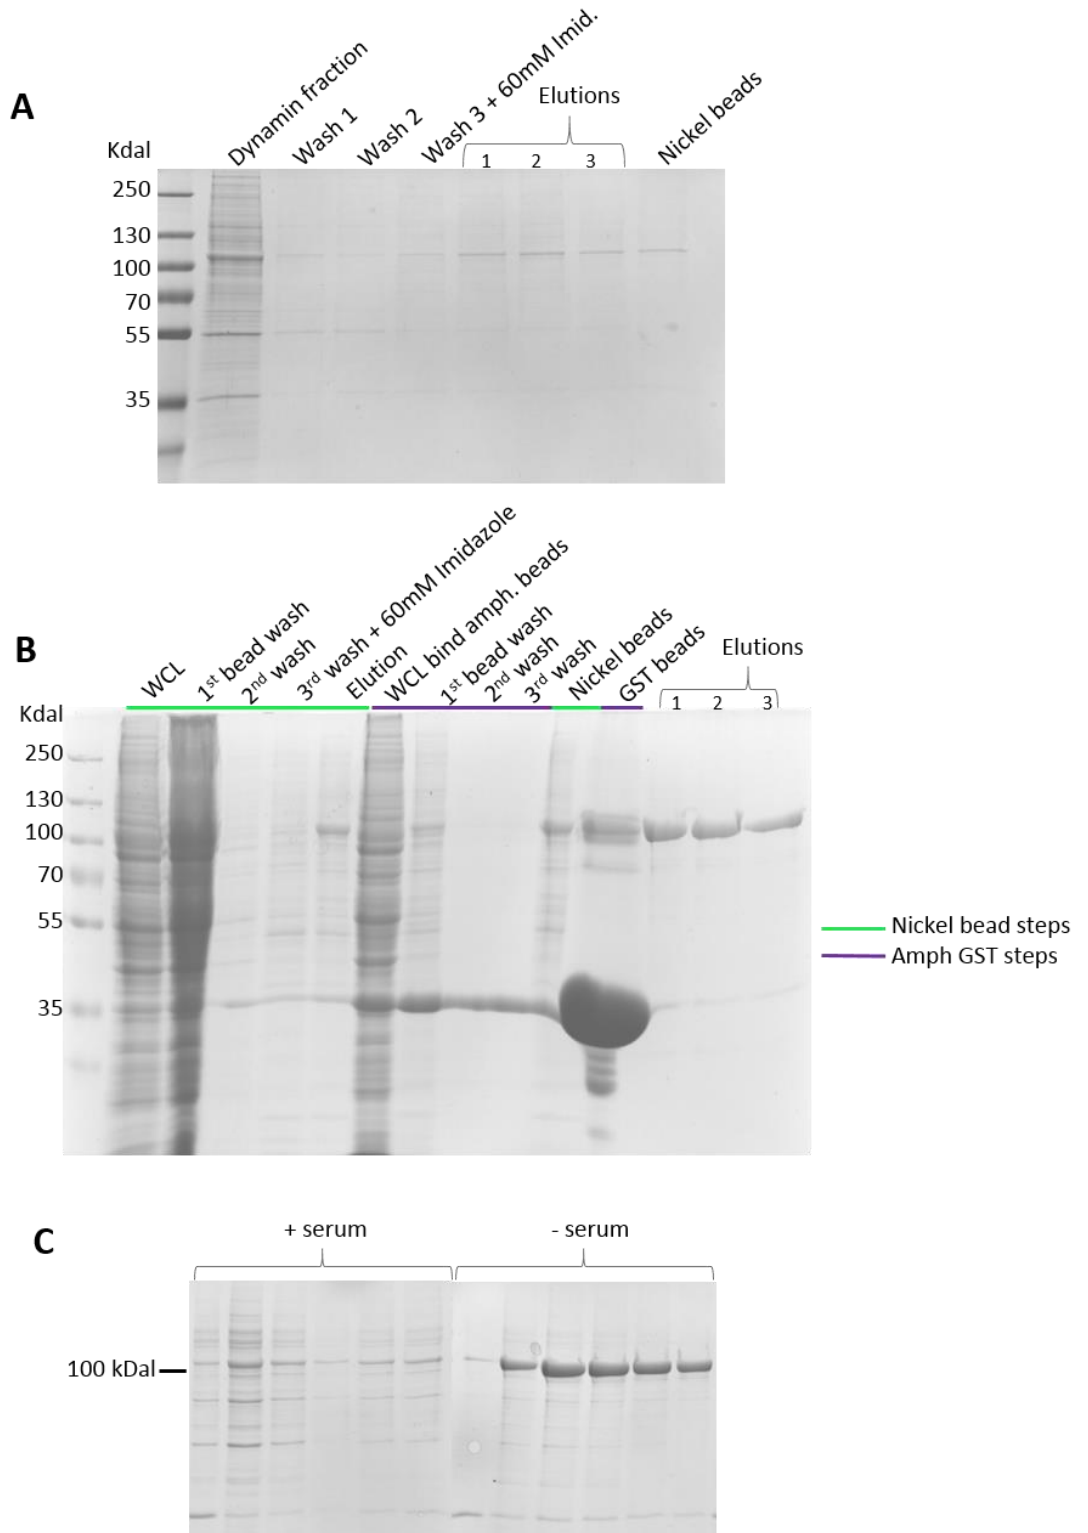 A
Kdal
Dynamin fraction
Wash 1
Wash 2
Wash 3 + 60mM Imid.
Elutions
1 2 3
Nickel beads
250
130
100
70
55
35
B
Kdal
WCL
1st bead wash
2nd wash
3rd wash + 60mM Imidazole
Elution
WCL bind amph. beads
1st bead wash
2nd wash
3rd wash
Nickel beads
GST beads
Elutions
1 2 3
250
130
100
70
55
35
Nickel bead steps
Amph GST steps
C
+ serum
- serum
100 kDal